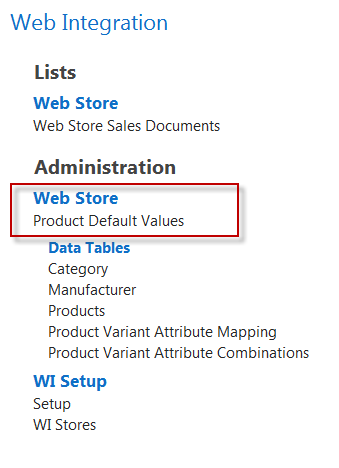 Web Integration
Lists
Web Store
Web Store Sales Documents
Administration
Web Store
Product Default Values
Data Tables
Category
Manufacturer
Products
Product Variant Attribute Mapping
Product Variant Attribute Combinations
WI Setup
Setup
WI Stores